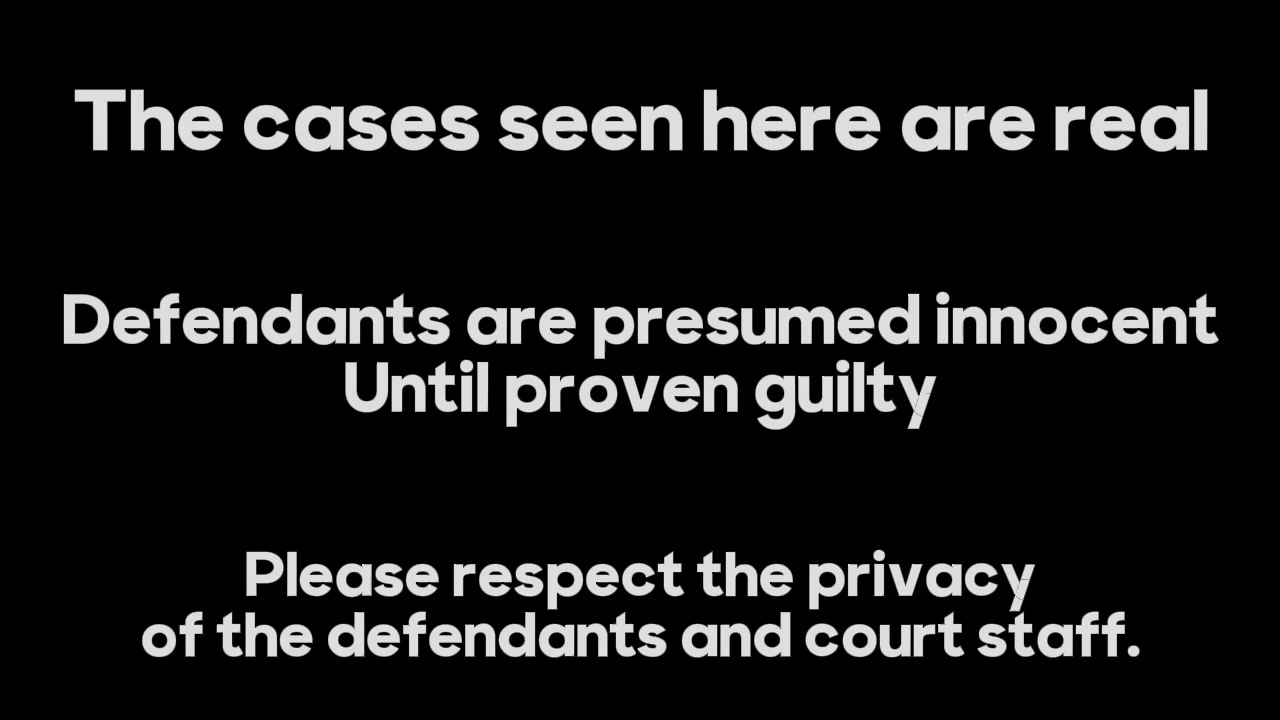 The cases seen here are real
Defendants are presumed innocent
Until proven guilty
Please respect the privacy
of the defendants and court staff.